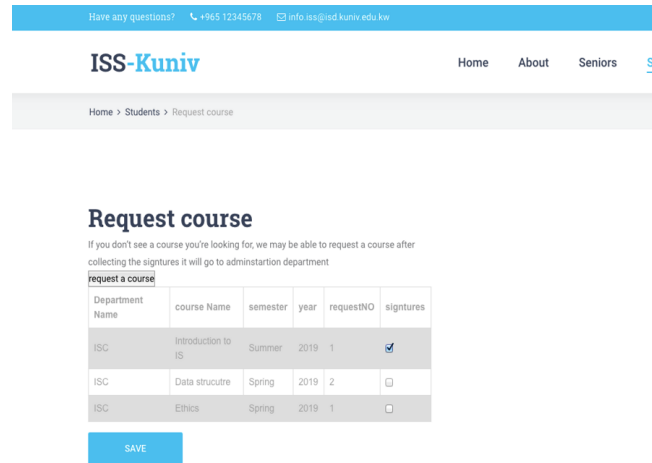 Have any questions? +965 12345678 info.iss@isd.kuniv.edu.kw
ISS-Kuniv
Home About Seniors S
Home > Students > Request course
Request course
If you don't see a course you're looking for, we may be able to request a course after
collecting the signtures it will go to adminstartion department
request a course
Department Name course Name semester year requestNO signtures
ISC Introduction to IS Summer 2019 1
ISC Data strucutre Spring 2019 2
ISC Ethics Spring 2019 1
SAVE